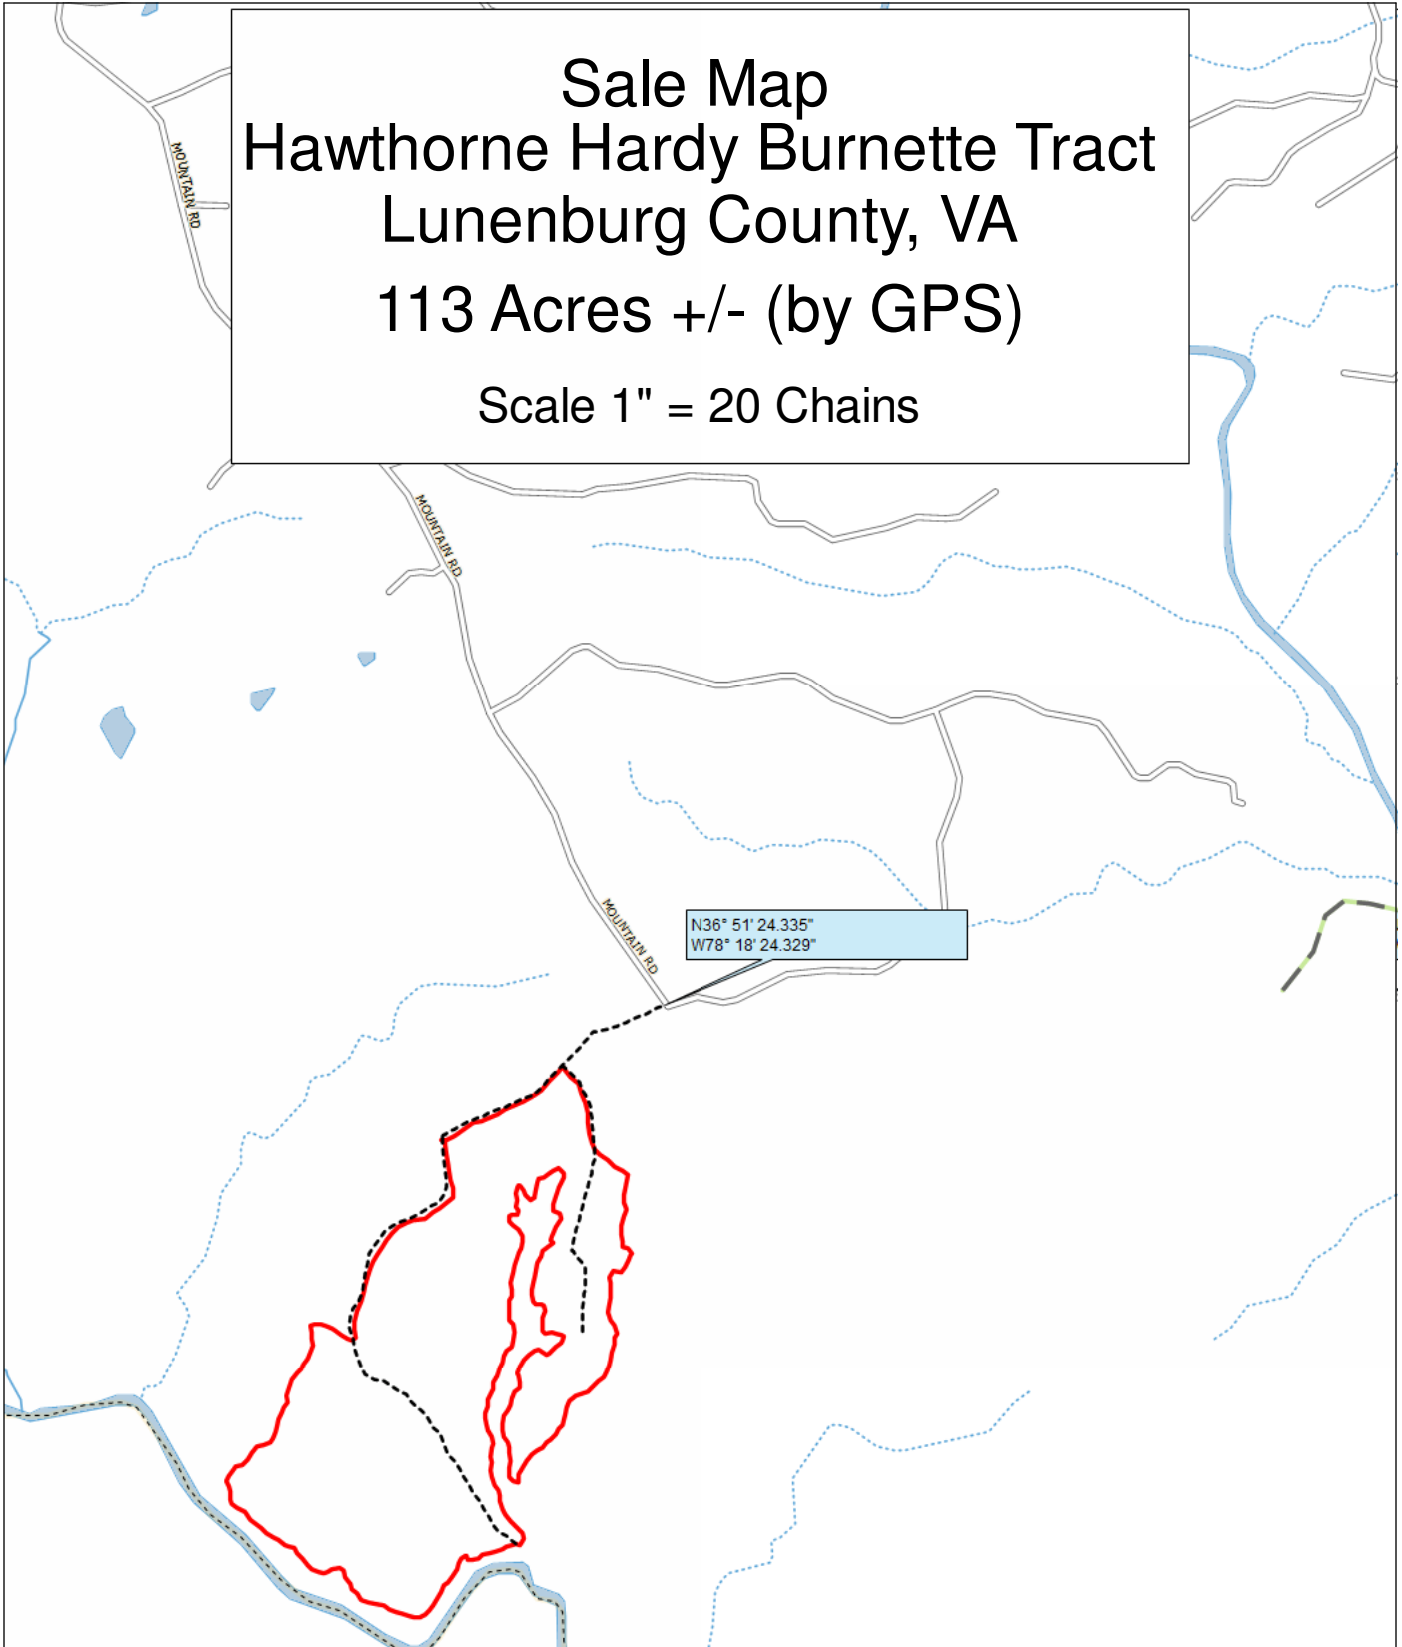 Sale Map
Hawthorne Hardy Burnette Tract
Lunenburg County, VA
113 Acres +/- (by GPS)
Scale 1" = 20 Chains
MOUNTAIN RD
MOUNTAIN RD
MOUNTAIN RD
N36° 51' 24.335"
W78° 18' 24.329"